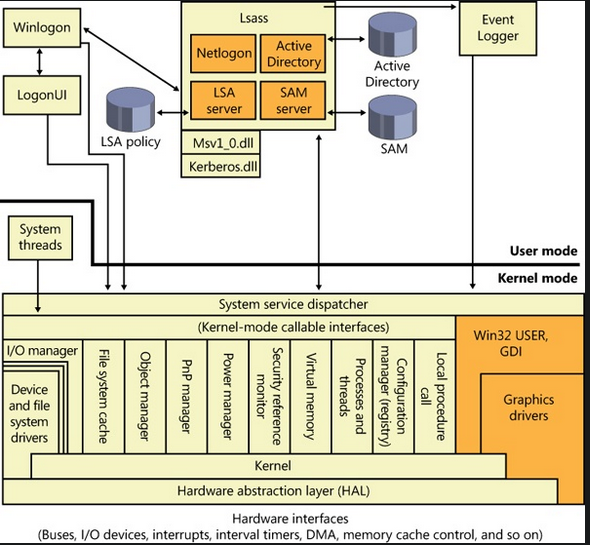 Winlogon
LogonUI
LSA policy
Lsass
Netlogon
Active
Directory
LSA
server
SAM
server
Msv1_0.dll
Kerberos.dll
Active
Directory
SAM
Event
Logger
System
threads
User mode
Kernel mode
System service dispatcher
(Kernel-mode callable interfaces)
I/O manager
Device
and file
system
drivers
File system cache
Object manager
PnP manager
Power manager
Security reference
monitor
Virtual memory
Processes and
threads
Configuration
manager (registry)
Local procedure
call
Win32 USER,
GDI
Graphics
drivers
Kernel
Hardware abstraction layer (HAL)
Hardware interfaces
(Buses, I/O devices, interrupts, interval timers, DMA, memory cache control, and so on)